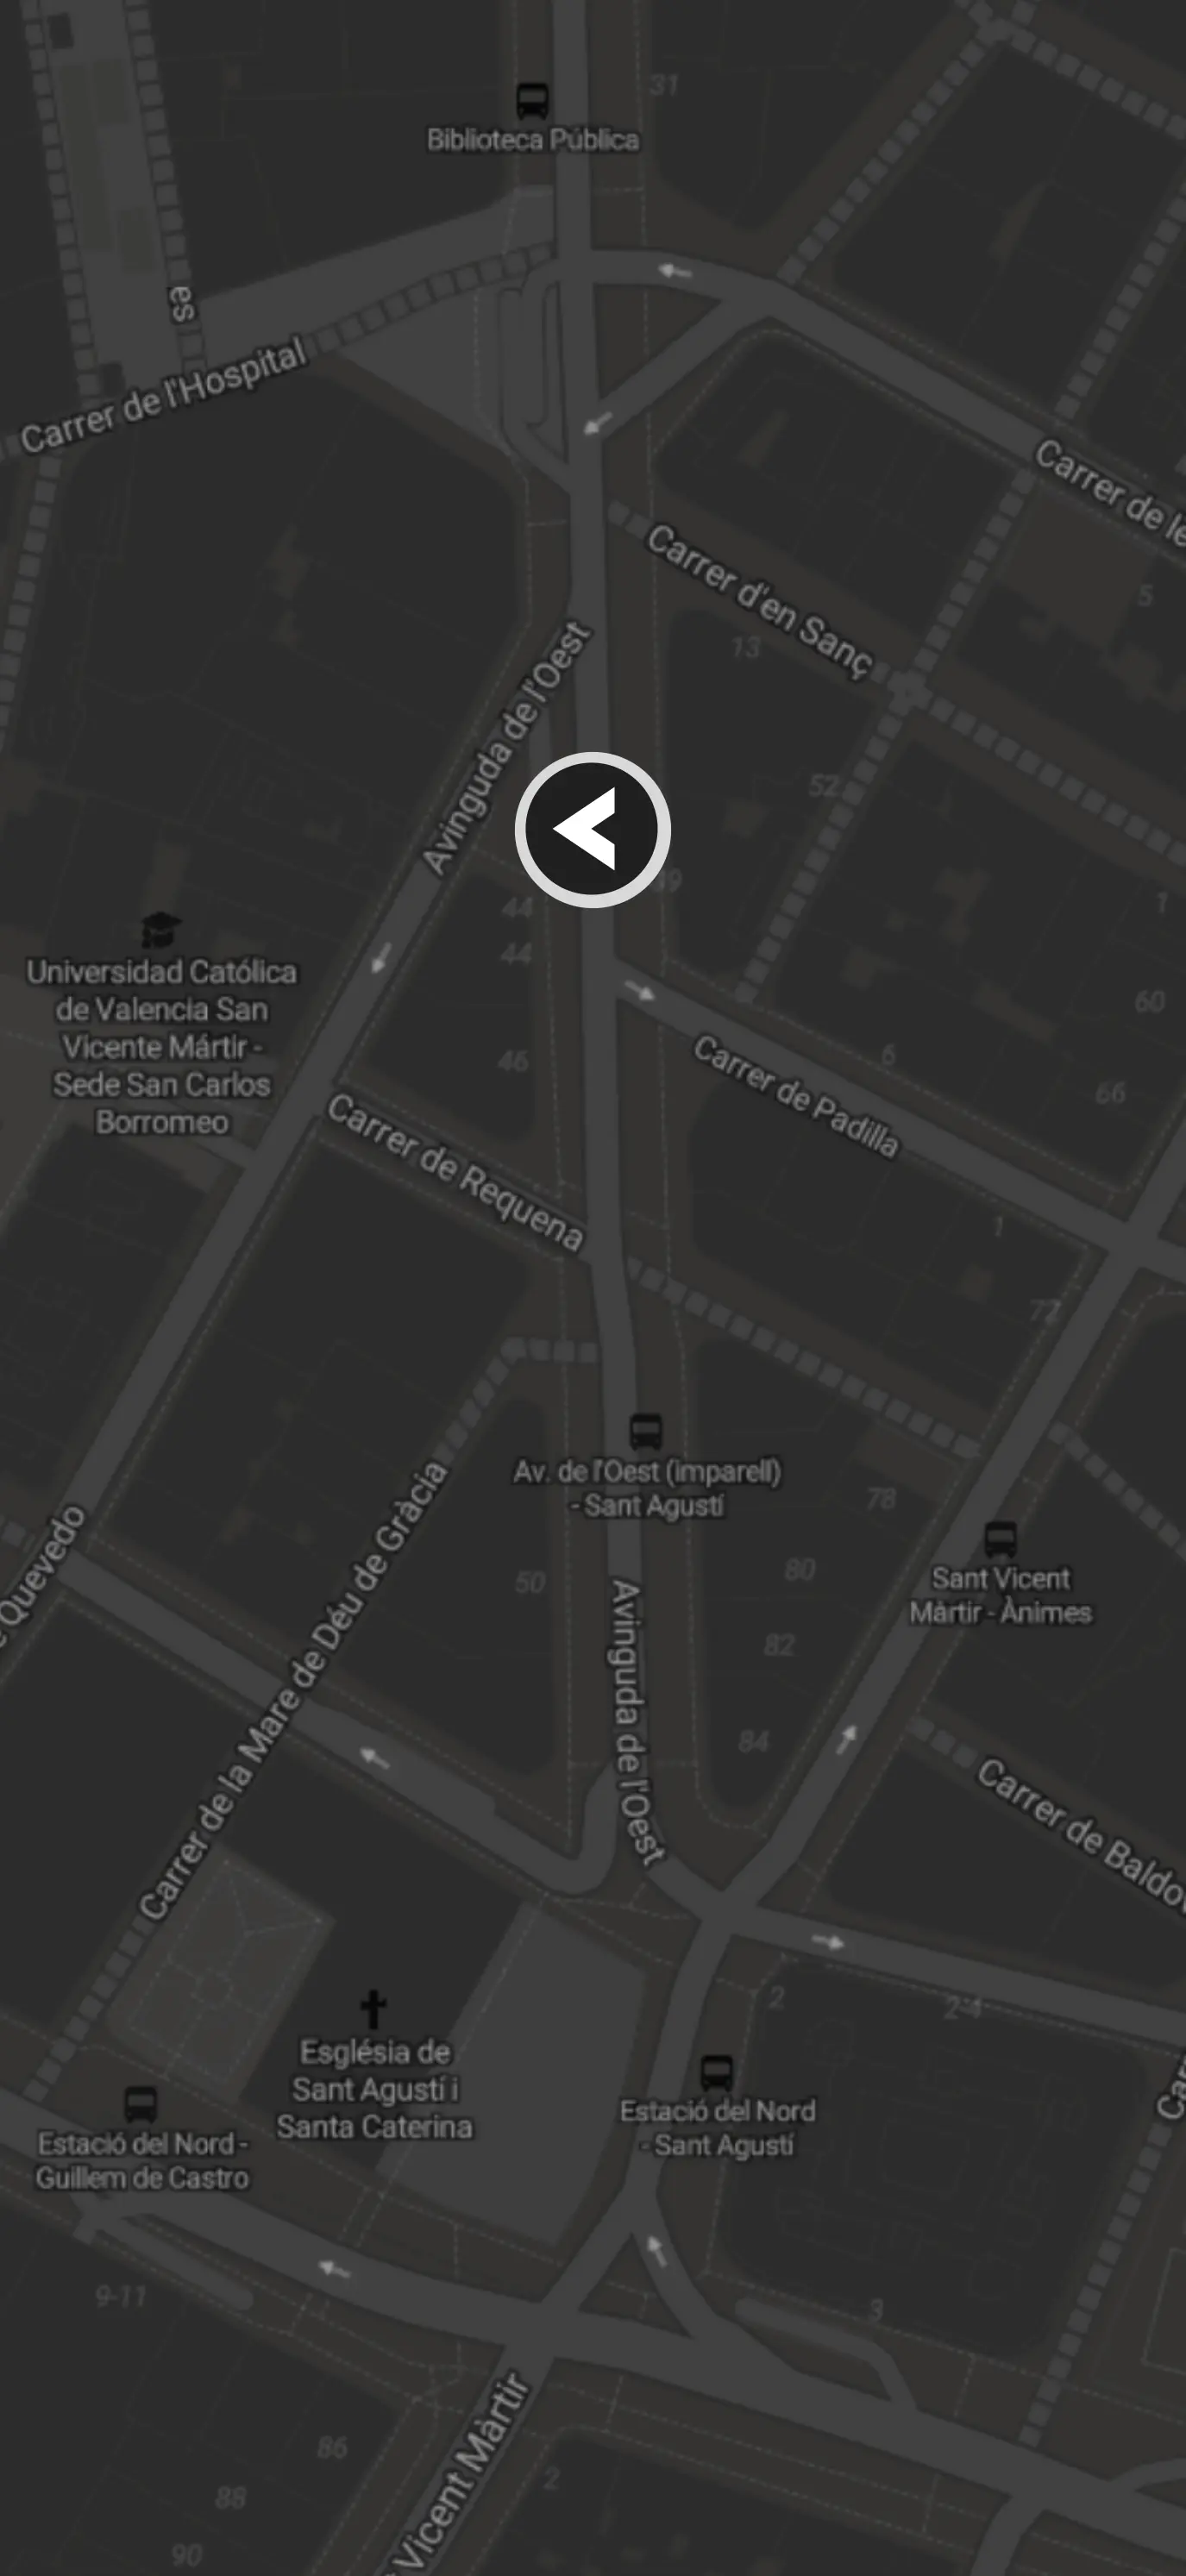 31
Biblioteca Pública
es
Carrer de l'Hospital
Carrer de le
Carrer d'en Sanç
5
13
Avinguda de l'Oest
52
39
44
1
44
Universidad Católica
de Valencia San
Vicente Mártir -
Sede San Carlos
Borromeo
60
46
6
Carrer de Padilla
66
Carrer de Requena
1
72
Av. de l'Oest (imparell)
- Sant Agustí
78
Carrer de la Mare de Déu de Gràcia
50
80
Sant Vicent
Màrtir - Ànimes
Quevedo
82
Avinguda de l'Oest
84
Carrer de Baldov
2
2-4
Església de
Sant Agustí i
Santa Caterina
Estació del Nord
- Sant Agustí
Car
Estació del Nord -
Guillem de Castro
9-11
3
Vicent Màrtir
86
2
88
90